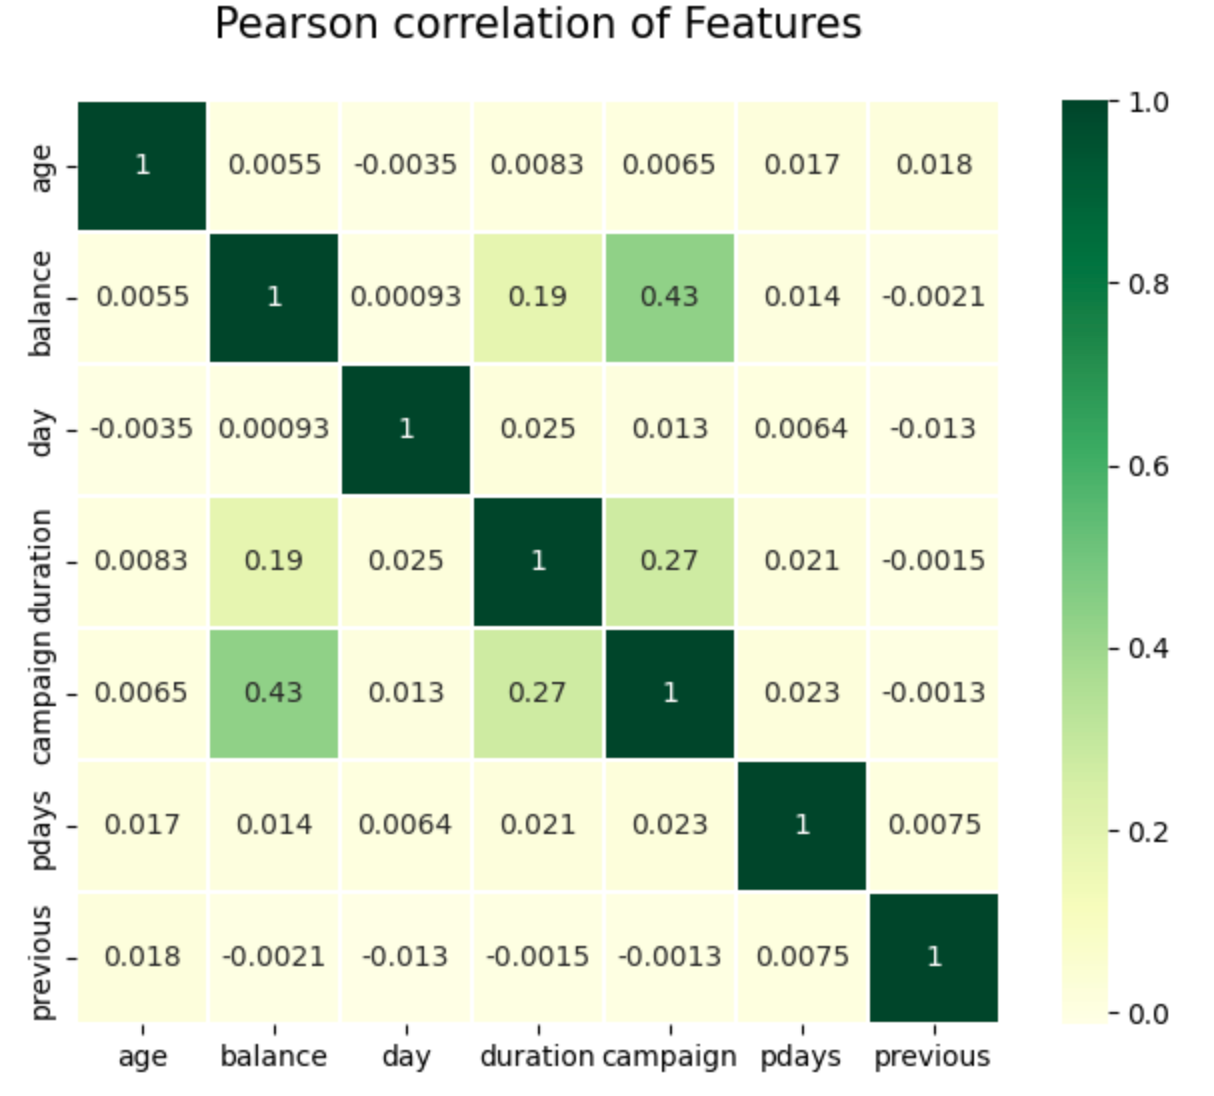 Pearson correlation of Features
age 1 0.0055 -0.0035 0.0083 0.0065 0.017 0.018
balance 0.0055 1 0.00093 0.19 0.43 0.014 -0.0021
day -0.0035 0.00093 1 0.025 0.013 0.0064 -0.013
duration 0.0083 0.19 0.025 1 0.27 0.021 -0.0015
campaign 0.0065 0.43 0.013 0.27 1 0.023 -0.0013
pdays 0.017 0.014 0.0064 0.021 0.023 1 0.0075
previous 0.018 -0.0021 -0.013 -0.0015 -0.0013 0.0075 1
age balance day duration campaign pdays previous
1.0
0.8
0.6
0.4
0.2
0.0